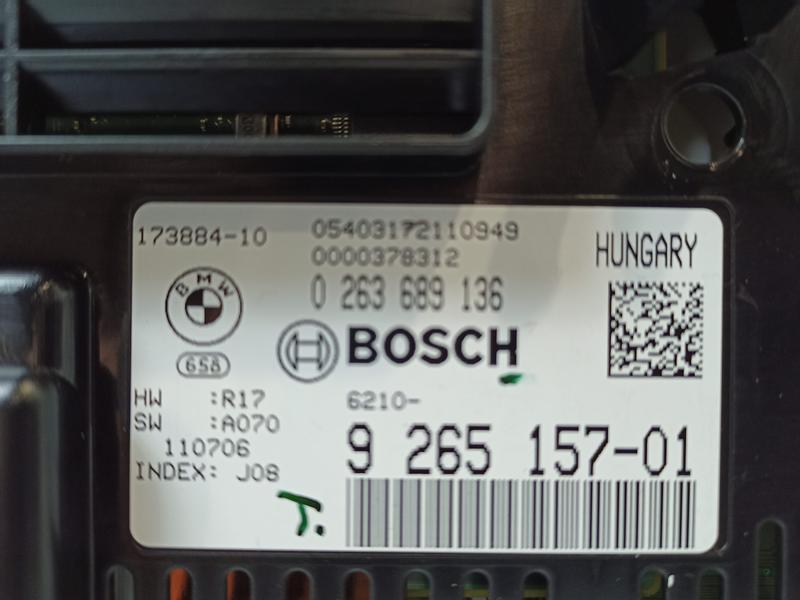 173884-10
05403172110949
0000378312
HUNGARY
0 263 689 136
BMW
BOSCH
658
HW :R17
SW :A070
110706
INDEX: J08
6210-
9 265 157-01
T.